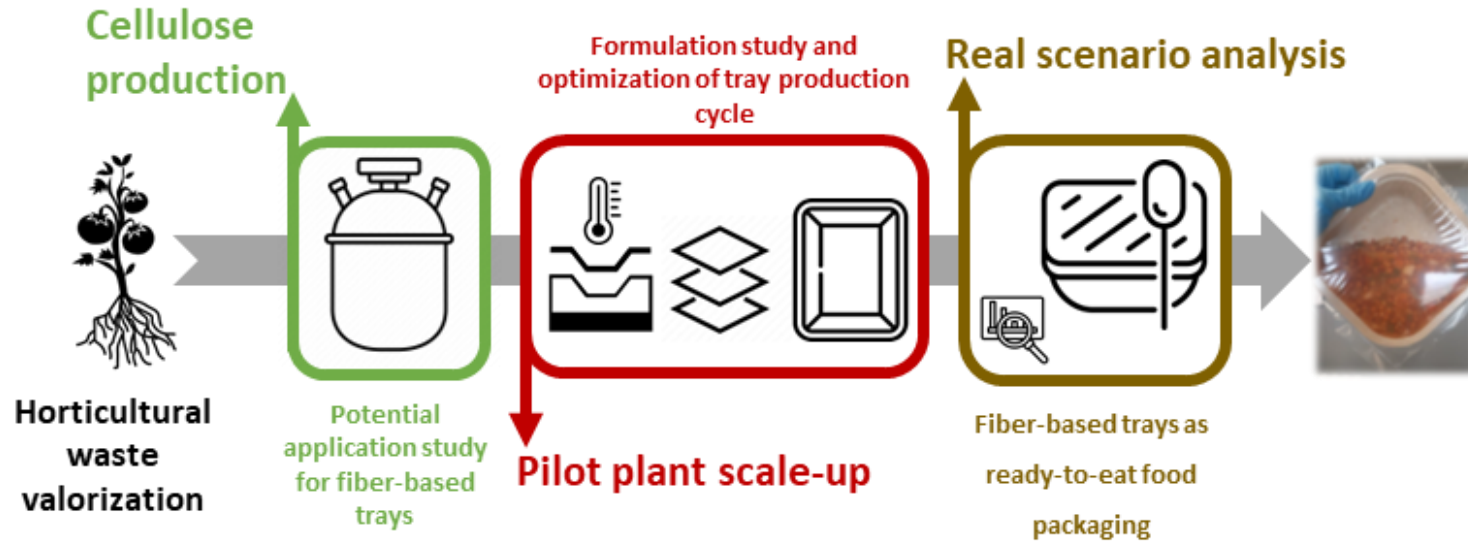 Cellulose
production
Formulation study and
optimization of tray production
cycle
Real scenario analysis
Horticultural
waste
valorization
Potential
application study
for fiber-based
trays
Pilot plant scale-up
Fiber-based trays as
ready-to-eat food
packaging